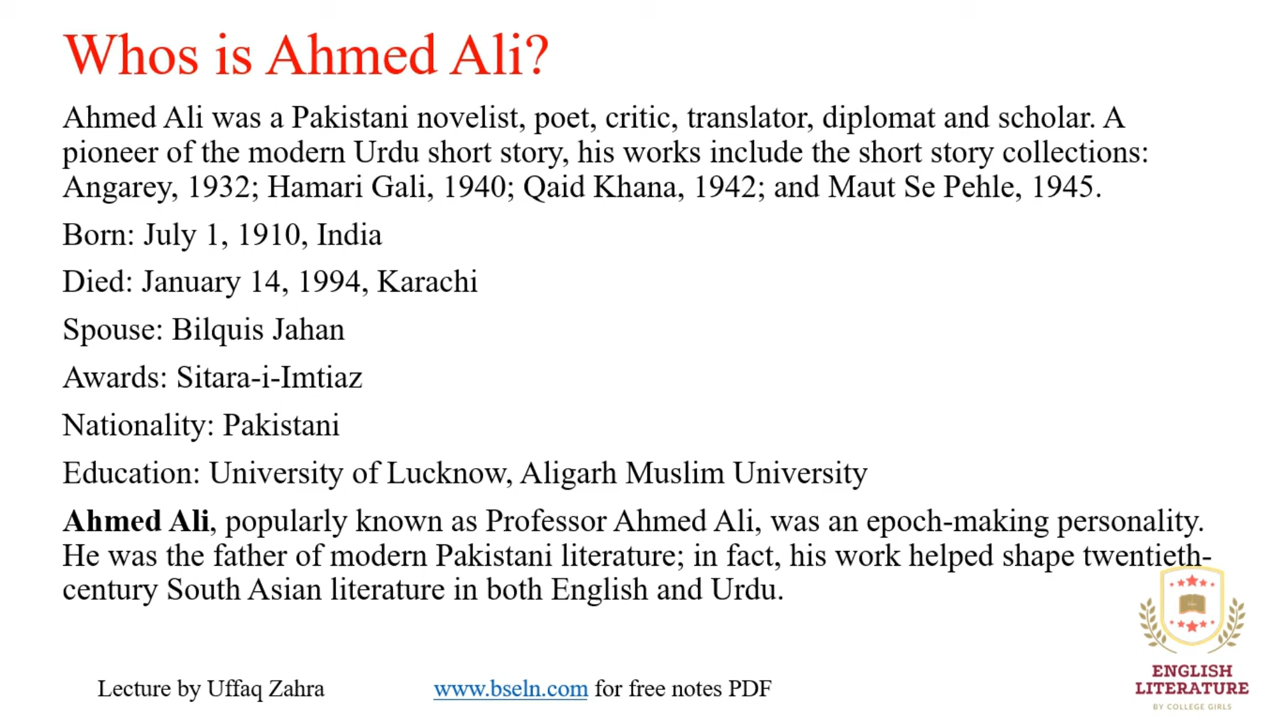 Whos is Ahmed Ali?
Ahmed Ali was a Pakistani novelist, poet, critic, translator, diplomat and scholar. A
pioneer of the modern Urdu short story, his works include the short story collections:
Angarey, 1932; Hamari Gali, 1940; Qaid Khana, 1942; and Maut Se Pehle, 1945.
Born: July 1, 1910, India
Died: January 14, 1994, Karachi
Spouse: Bilquis Jahan
Awards: Sitara-i-Imtiaz
Nationality: Pakistani
Education: University of Lucknow, Aligarh Muslim University
Ahmed Ali, popularly known as Professor Ahmed Ali, was an epoch-making personality.
He was the father of modern Pakistani literature; in fact, his work helped shape twentieth-
century South Asian literature in both English and Urdu.
Lecture by Uffaq Zahra
www.bseln.com for free notes PDF
ENGLISH
LITERATURE
BY COLLEGE GIRLS